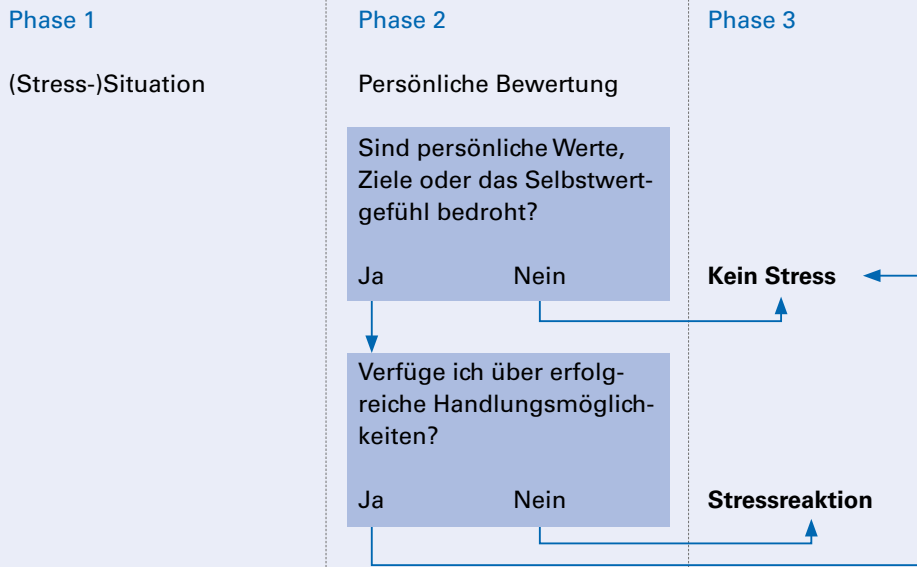 Phase 1
(Stress-)Situation
Phase 2
Persönliche Bewertung
Sind persönliche Werte,
Ziele oder das Selbstwert-
gefühl bedroht?
Ja Nein
Verfüge ich über erfolg-
reiche Handlungsmöglich-
keiten?
Ja Nein
Phase 3
Kein Stress
Stressreaktion